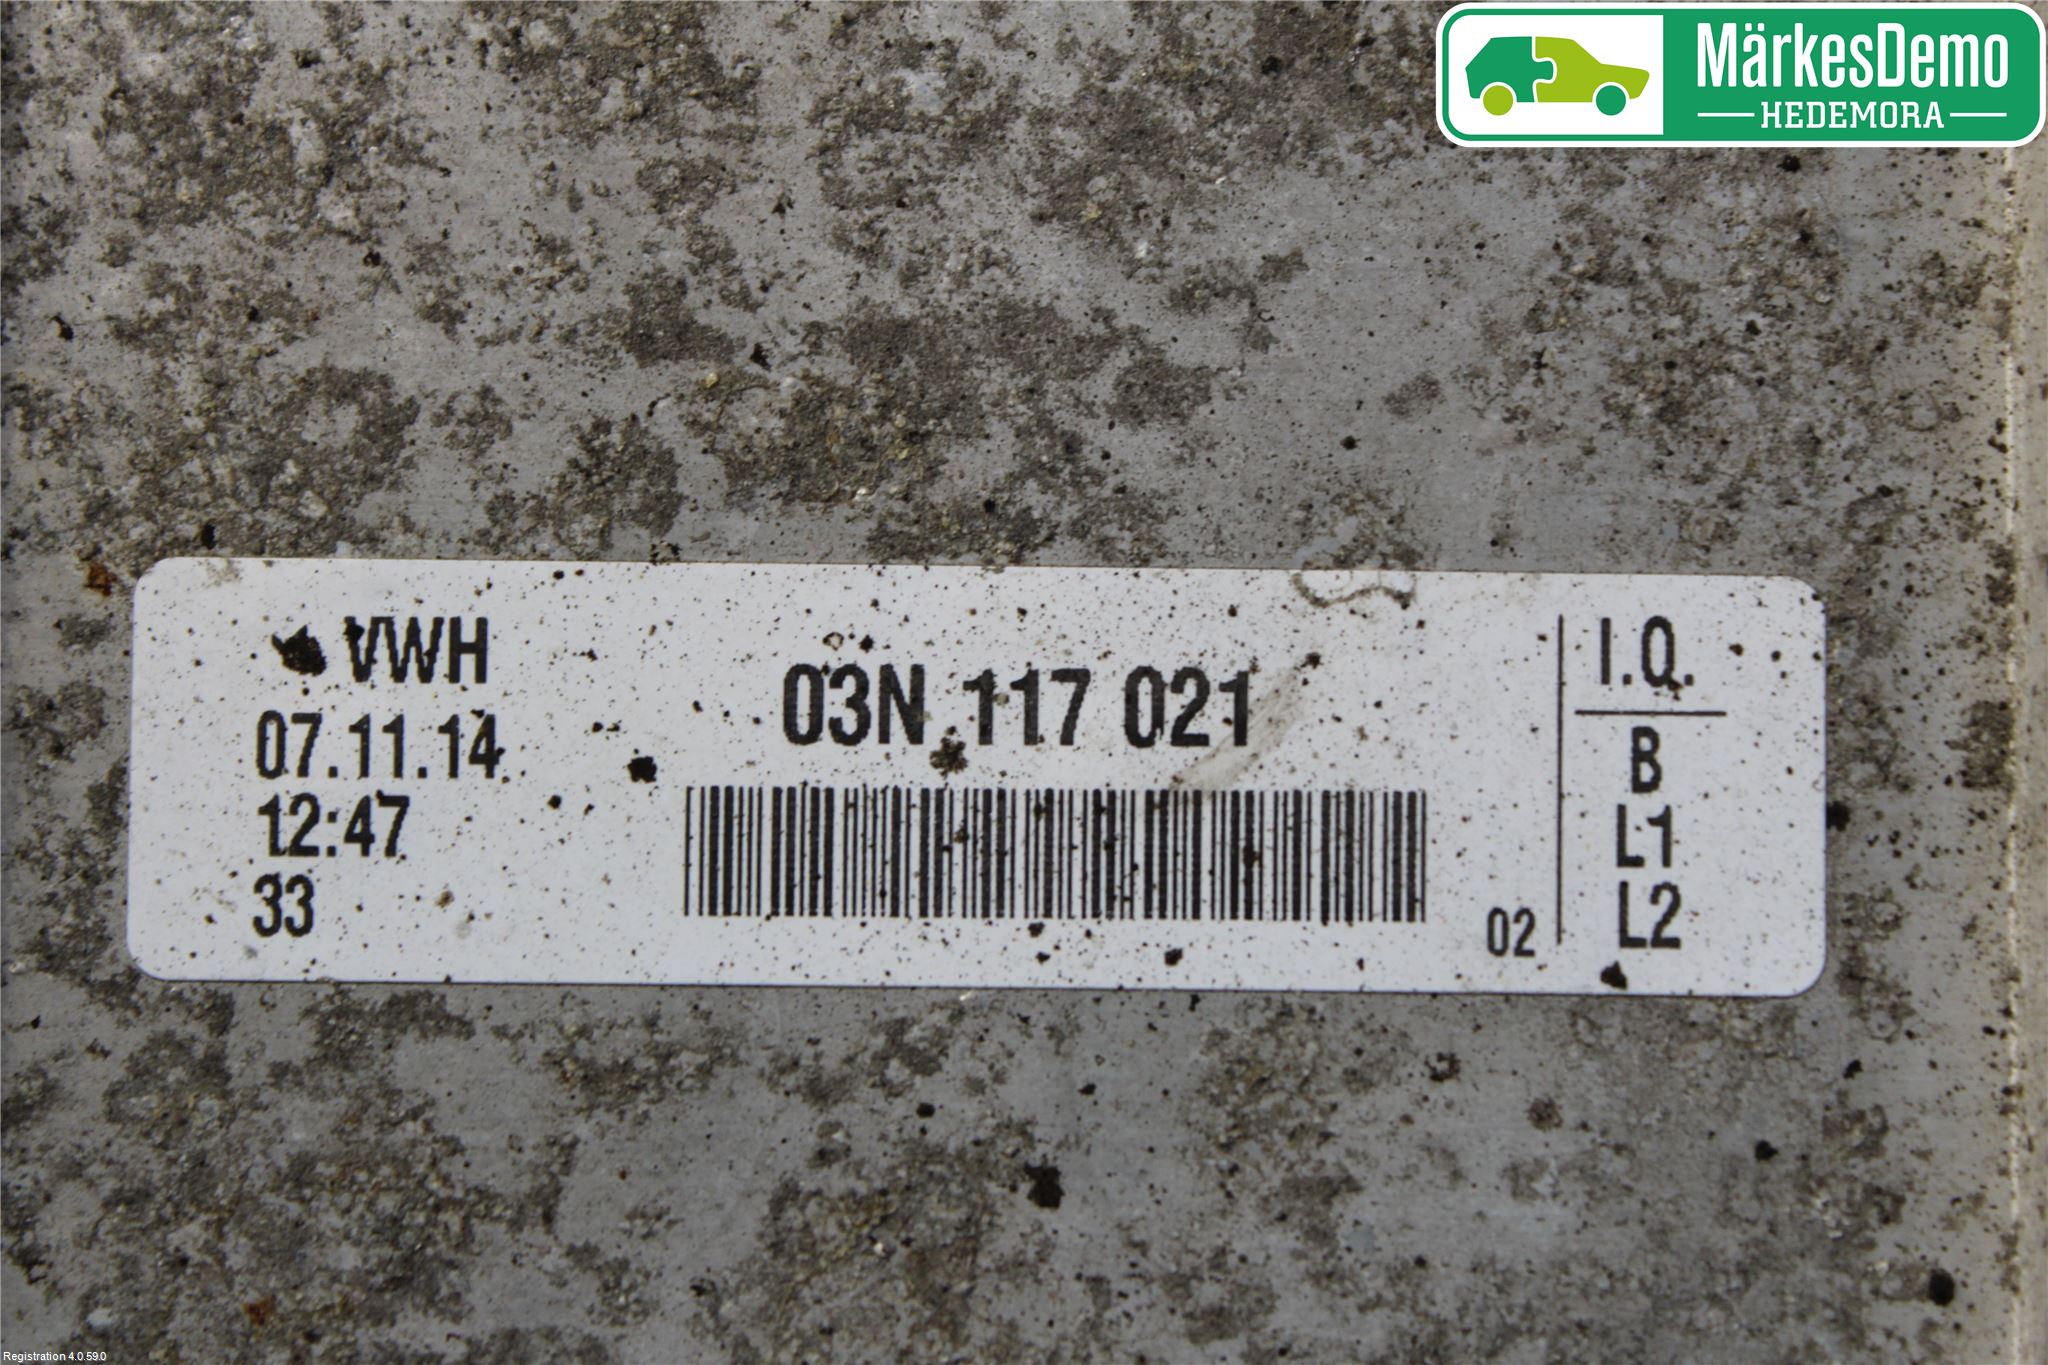 MärkesDemo
HEDEMORA
VWH
07.11.14
12:47
33
03N 117 021
02
I.Q.
B
L1
L2
Registration 4.0.59.0